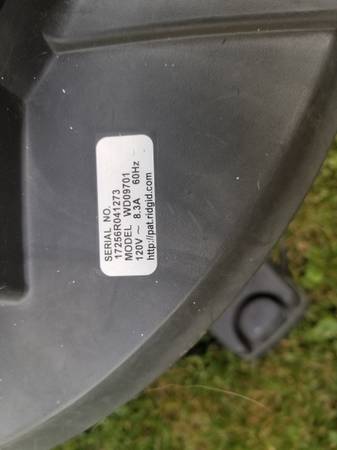 SERIAL NO.
17256R041273
MODEL WD09701
120V ~ 8.3A 60Hz
http://pat.ridgid.com